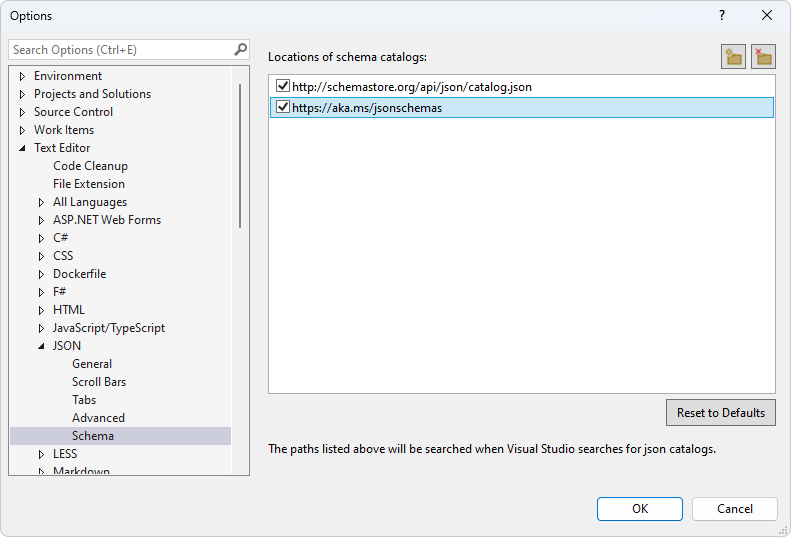 Options
?
Search Options (Ctrl+E)
Environment
Projects and Solutions
Source Control
Work Items
Text Editor
Code Cleanup
File Extension
All Languages
ASP.NET Web Forms
C#
CSS
Dockerfile
F#
HTML
JavaScript/TypeScript
JSON
General
Scroll Bars
Tabs
Advanced
Schema
LESS
Markdown
Locations of schema catalogs:
http://schemastore.org/api/json/catalog.json
https://aka.ms/jsonschemas
Reset to Defaults
The paths listed above will be searched when Visual Studio searches for json catalogs.
OK
Cancel